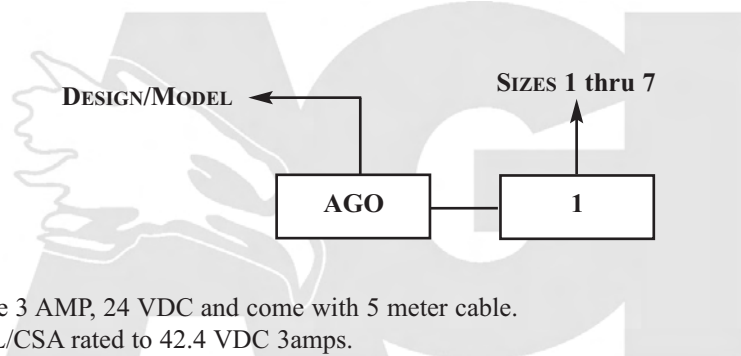 SIZES 1 thru 7
DESIGN/MODEL
AGO
1
e 3 AMP, 24 VDC and come with 5 meter cable.
L/CSA rated to 42.4 VDC 3amps.